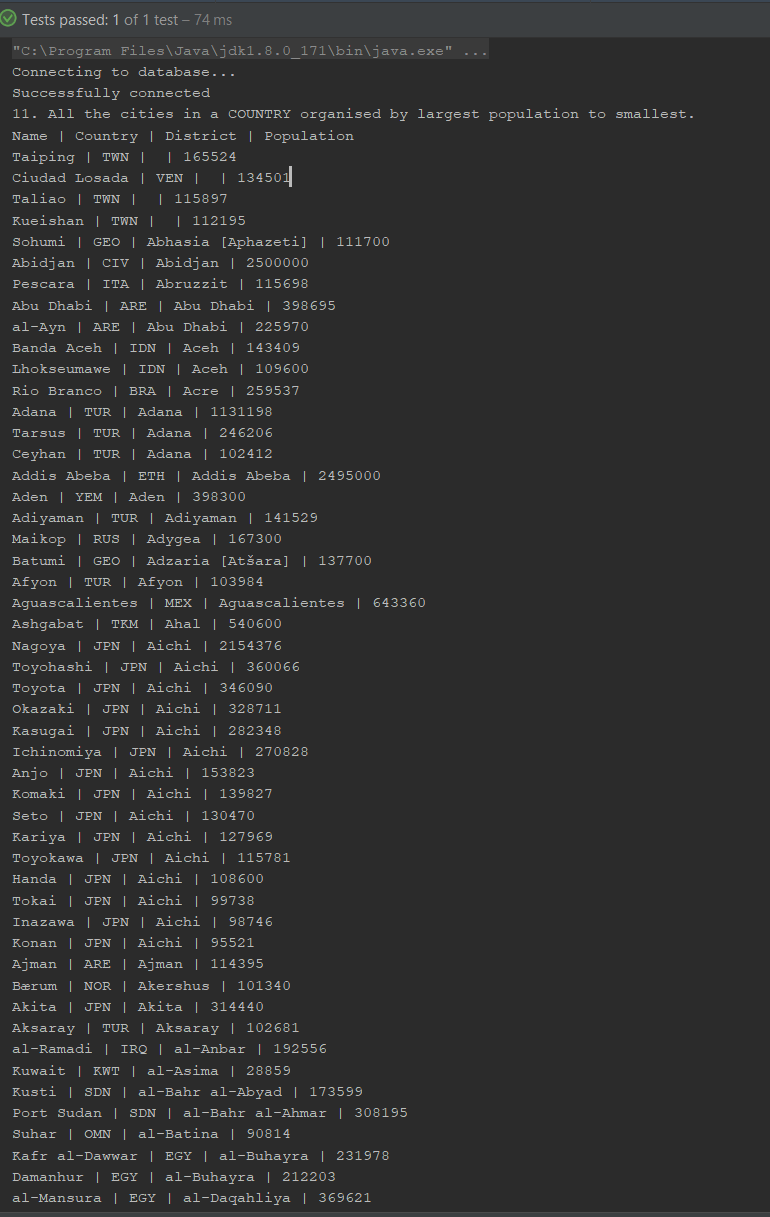 Tests passed: 1 of 1 test – 74 ms
"C:\Program Files\Java\jdk1.8.0_171\bin\java.exe" ...
Connecting to database...
Successfully connected
11. All the cities in a COUNTRY organised by largest population to smallest.
Name | Country | District | Population
Taiping | TWN |  | 165524
Ciudad Losada | VEN |  | 134501
Taliao | TWN |  | 115897
Kueishan | TWN |  | 112195
Sohumi | GEO | Abhasia [Aphazeti] | 111700
Abidjan | CIV | Abidjan | 2500000
Pescara | ITA | Abruzzit | 115698
Abu Dhabi | ARE | Abu Dhabi | 398695
al-Ayn | ARE | Abu Dhabi | 225970
Banda Aceh | IDN | Aceh | 143409
Lhokseumawe | IDN | Aceh | 109600
Rio Branco | BRA | Acre | 259537
Adana | TUR | Adana | 1131198
Tarsus | TUR | Adana | 246206
Ceyhan | TUR | Adana | 102412
Addis Abeba | ETH | Addis Abeba | 2495000
Aden | YEM | Aden | 398300
Adiyaman | TUR | Adiyaman | 141529
Maikop | RUS | Adygea | 167300
Batumi | GEO | Adzaria [Atšara] | 137700
Afyon | TUR | Afyon | 103984
Aguascalientes | MEX | Aguascalientes | 643360
Ashgabat | TKM | Ahal | 540600
Nagoya | JPN | Aichi | 2154376
Toyohashi | JPN | Aichi | 360066
Toyota | JPN | Aichi | 346090
Okazaki | JPN | Aichi | 328711
Kasugai | JPN | Aichi | 282348
Ichinomiya | JPN | Aichi | 270828
Anjo | JPN | Aichi | 153823
Komaki | JPN | Aichi | 139827
Seto | JPN | Aichi | 130470
Kariya | JPN | Aichi | 127969
Toyokawa | JPN | Aichi | 115781
Handa | JPN | Aichi | 108600
Tokai | JPN | Aichi | 99738
Inazawa | JPN | Aichi | 98746
Konan | JPN | Aichi | 95521
Ajman | ARE | Ajman | 114395
Bærum | NOR | Akershus | 101340
Akita | JPN | Akita | 314440
Aksaray | TUR | Aksaray | 102681
al-Ramadi | IRQ | al-Anbar | 192556
Kuwait | KWT | al-Asima | 28859
Kusti | SDN | al-Bahr al-Abyad | 173599
Port Sudan | SDN | al-Bahr al-Ahmar | 308195
Suhar | OMN | al-Batina | 90814
Kafr al-Dawwar | EGY | al-Buhayra | 231978
Damanhur | EGY | al-Buhayra | 212203
al-Mansura | EGY | al-Daqahliya | 369621